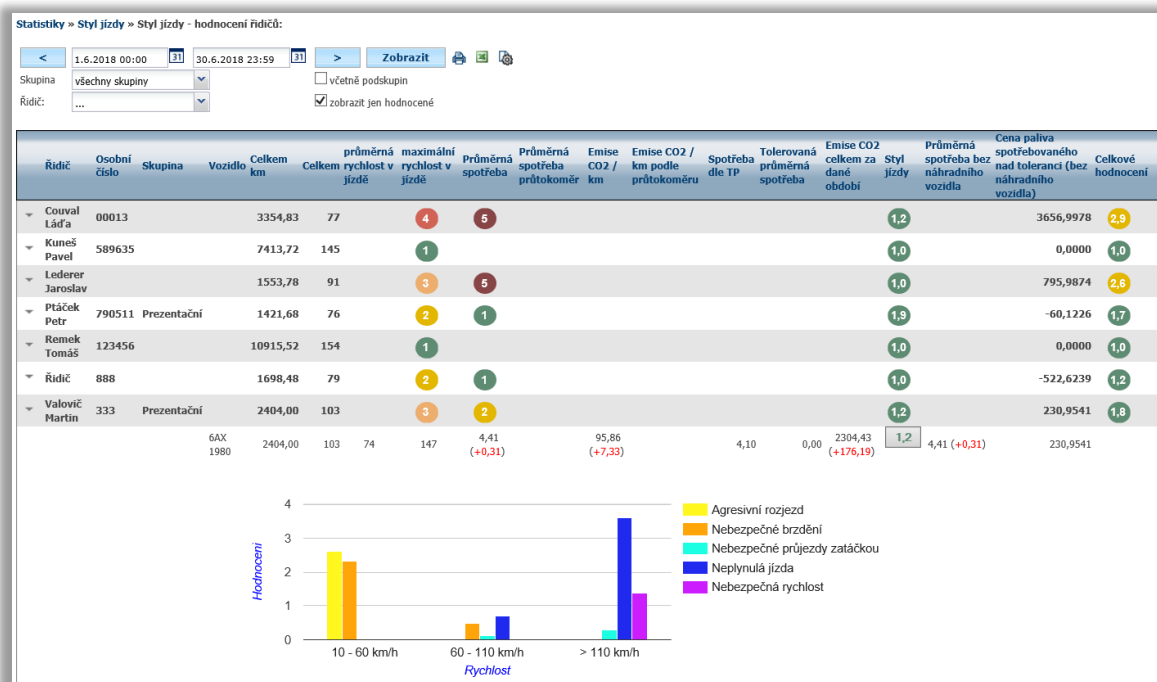 Statistiky » Styl jízdy » Styl jízdy - hodnocení řidičů:
< 1.6.2018 00:00 31 30.6.2018 23:59 31 > Zobrazit
Skupina všechny skupiny včetně podskupin
Řidič: ... zobrazit jen hodnocené
Řidič Osobní číslo Skupina Vozidlo Celkem km Celkem průměrná rychlost v jízdě maximální rychlost v jízdě Průměrná spotřeba Průměrná spotřeba průtokoměr Emise CO2 / km Emise CO2 / km podle průtokoměru Spotřeba dle TP Tolerovaná průměrná spotřeba Emise CO2 celkem za dané období Styl jízdy Průměrná spotřeba bez náhradního vozidla Cena paliva spotřebovaného nad toleranci (bez náhradního vozidla) Celkové hodnocení
Couval Láďa 00013 3354,83 77 4 5 1,2 3656,9978 2,9
Kuneš Pavel 589635 7413,72 145 1 1,0 0,0000 1,0
Lederer Jaroslav 1553,78 91 3 5 1,0 795,9874 2,6
Ptáček Petr 790511 Prezentační 1421,68 76 2 1 1,9 -60,1226 1,7
Remek Tomáš 123456 10915,52 154 1 1,0 0,0000 1,0
Řidič 888 1698,48 79 2 1 1,0 -522,6239 1,2
Valovič Martin 333 Prezentační 2404,00 103 3 2 1,2 230,9541 1,8
6AX 1980 2404,00 103 74 147 4,41 (+0,31) 95,86 (+7,33) 4,10 0,00 2304,43 (+176,19) 1,2 4,41 (+0,31) 230,9541
Hodnocení
4
3
2
1
0
10 - 60 km/h 60 - 110 km/h > 110 km/h
Rychlost
Agresivní rozjezd
Nebezpečné brzdění
Nebezpečné průjezdy zatáčkou
Neplynulá jízda
Nebezpečná rychlost